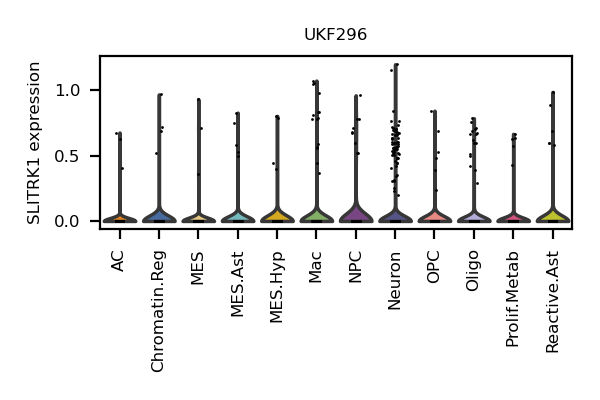 UKF296
SLITRK1 expression
1.0
0.5
0.0
AC
Chromatin.Reg
MES
MES.Ast
MES.Hyp
Mac
NPC
Neuron
OPC
Oligo
Prolif.Metab
Reactive.Ast